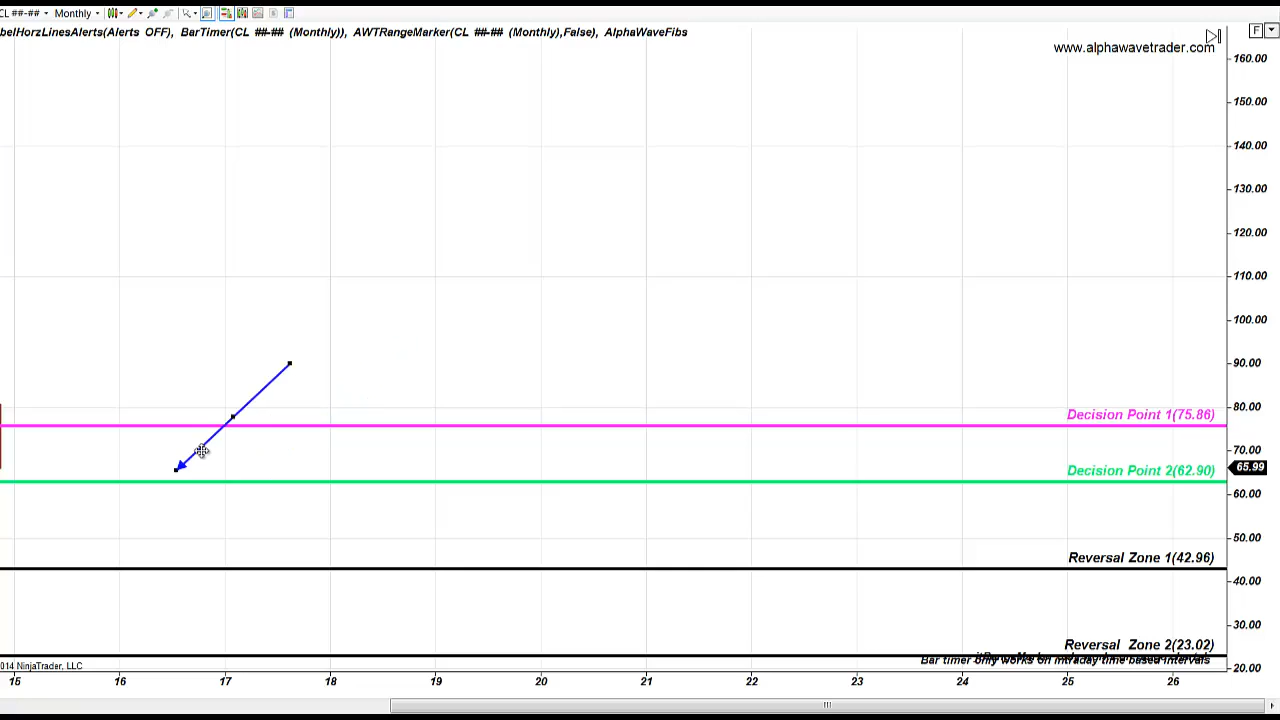 CL ##-## Monthly
F
belHorzLinesAlerts(Alerts OFF), BarTimer(CL ##-## (Monthly)), AWTRangeMarker(CL ##-## (Monthly),False), AlphaWaveFibs
www.alphawavetrader.com
160.00
150.00
140.00
130.00
120.00
110.00
100.00
90.00
80.00
Decision Point 1(75.86)
70.00
Decision Point 2(62.90)
65.99
60.00
50.00
Reversal Zone 1(42.96)
40.00
30.00
Reversal Zone 2(23.02)
Bar timer only works on intraday time based intervals
014 NinjaTrader, LLC
20.00
15 16 17 18 19 20 21 22 23 24 25 26